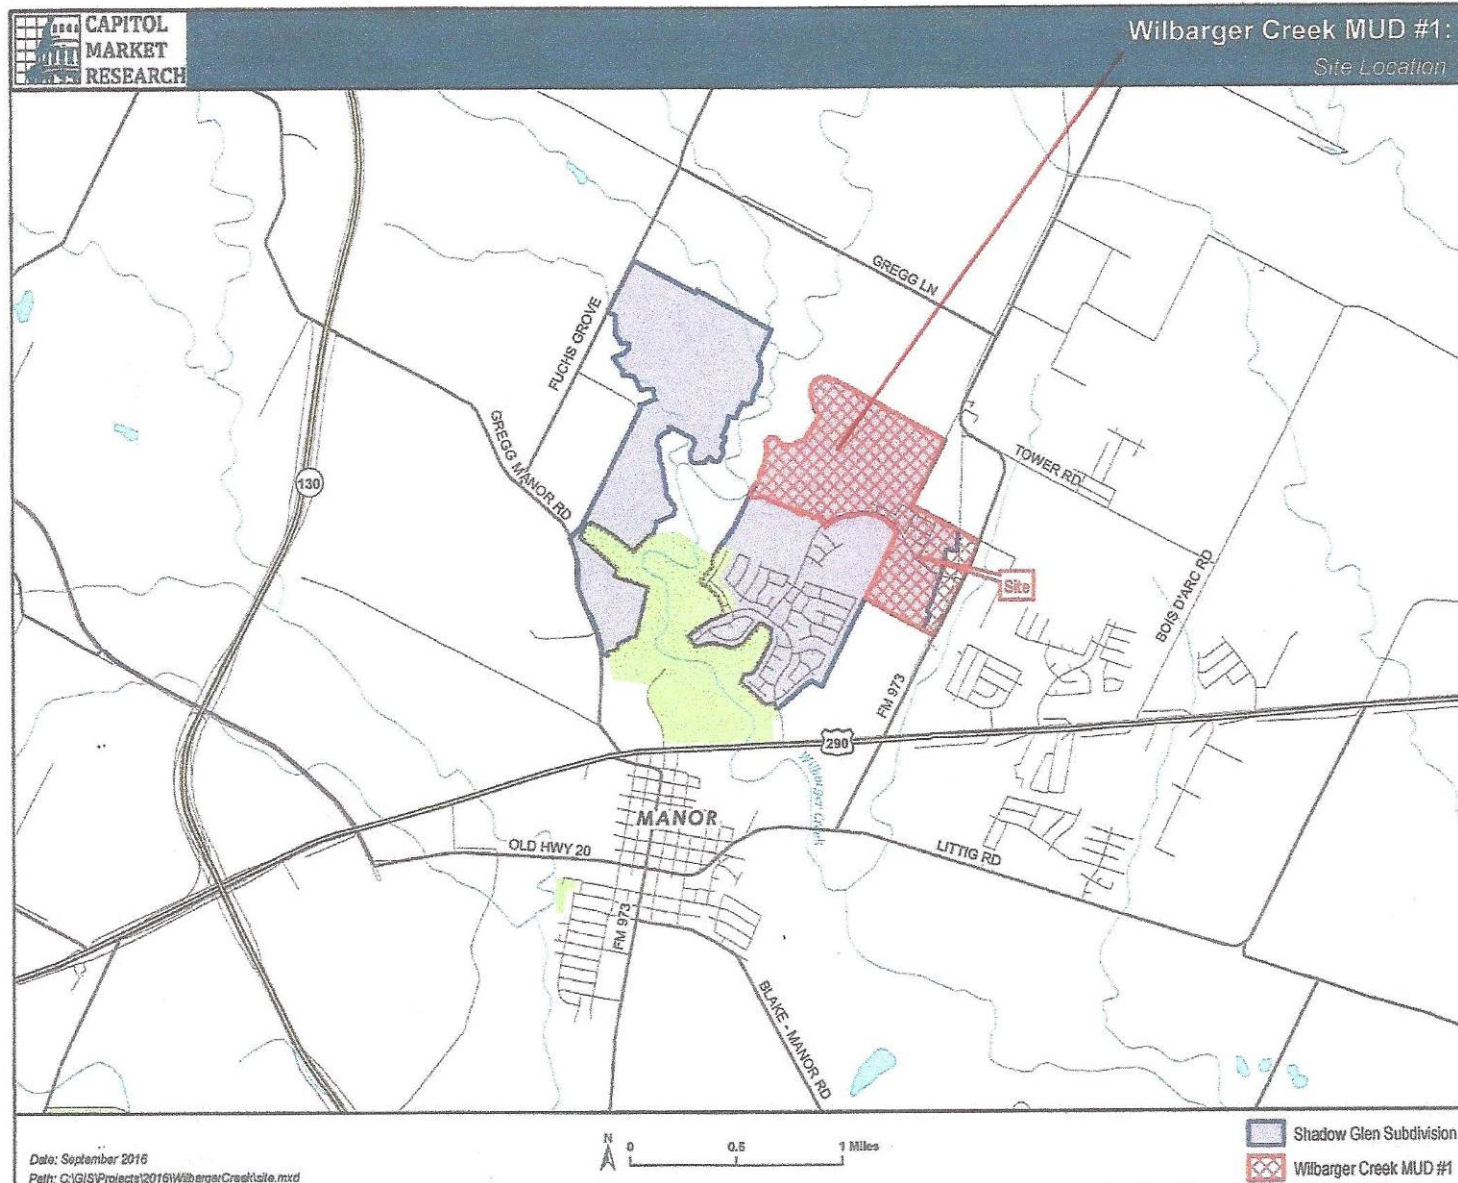 CAPITOL
MARKET
RESEARCH
Wilbarger Creek MUD #1:
Site Location
GREGG LN
FUCHS GROVE
GREGG MANOR RD
130
TOWER RD
Site
BOIS D'ARC RD
FM 973
290
Wilbarger Creek
MANOR
OLD HWY 20
LITTIG RD
FM 973
BLAKE - MANOR RD
N
0 0.5 1 Miles
Shadow Glen Subdivision
Wilbarger Creek MUD #1
Date: September 2016
Path: C:\GIS\Projects\2016\WilbargerCreek\site.mxd